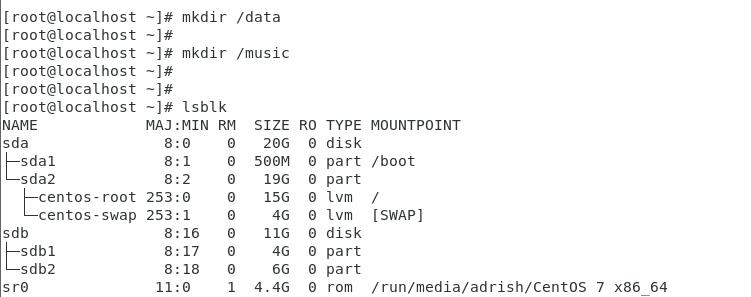 [root@localhost ~]# mkdir /data
[root@localhost ~]#
[root@localhost ~]# mkdir /music
[root@localhost ~]#
[root@localhost ~]#
[root@localhost ~]# lsblk
NAME            MAJ:MIN RM  SIZE RO TYPE MOUNTPOINT
sda               8:0    0   20G  0 disk
├─sda1            8:1    0  500M  0 part /boot
└─sda2            8:2    0   19G  0 part
  ├─centos-root 253:0    0   15G  0 lvm  /
  └─centos-swap 253:1    0    4G  0 lvm  [SWAP]
sdb               8:16   0   11G  0 disk
├─sdb1            8:17   0    4G  0 part
└─sdb2            8:18   0    6G  0 part
sr0              11:0    1  4.4G  0 rom  /run/media/adrish/CentOS 7 x86_64